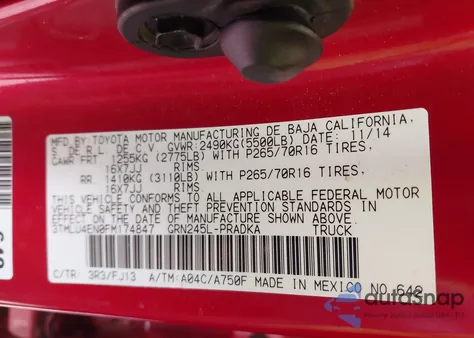 MFD.BY TOYOTA MOTOR MANUFACTURING DE BAJA CALIFORNIA,
S. DE R.L. DE C.V. GVWR:2490KG(5500LB) DATE: 11/14
GAWR FRT: 1255KG (2775LB) WITH P265/70R16 TIRES,
16X7JJ RIMS
RR 1410KG (3110LB) WITH P265/70R16 TIRES,
16X7JJ RIMS
THIS VEHICLE CONFORMS TO ALL APPLICABLE FEDERAL MOTOR
VEHICLE SAFETY AND THEFT PREVENTION STANDARDS IN
EFFECT ON THE DATE OF MANUFACTURE SHOWN ABOVE.
3TMLU4EN0FM174847 GRN245L-PRADKA TRUCK
C/TR: 3R3/FJ13 A/TM:A04C/A750F MADE IN MEXICO NO.642
649
autosnap